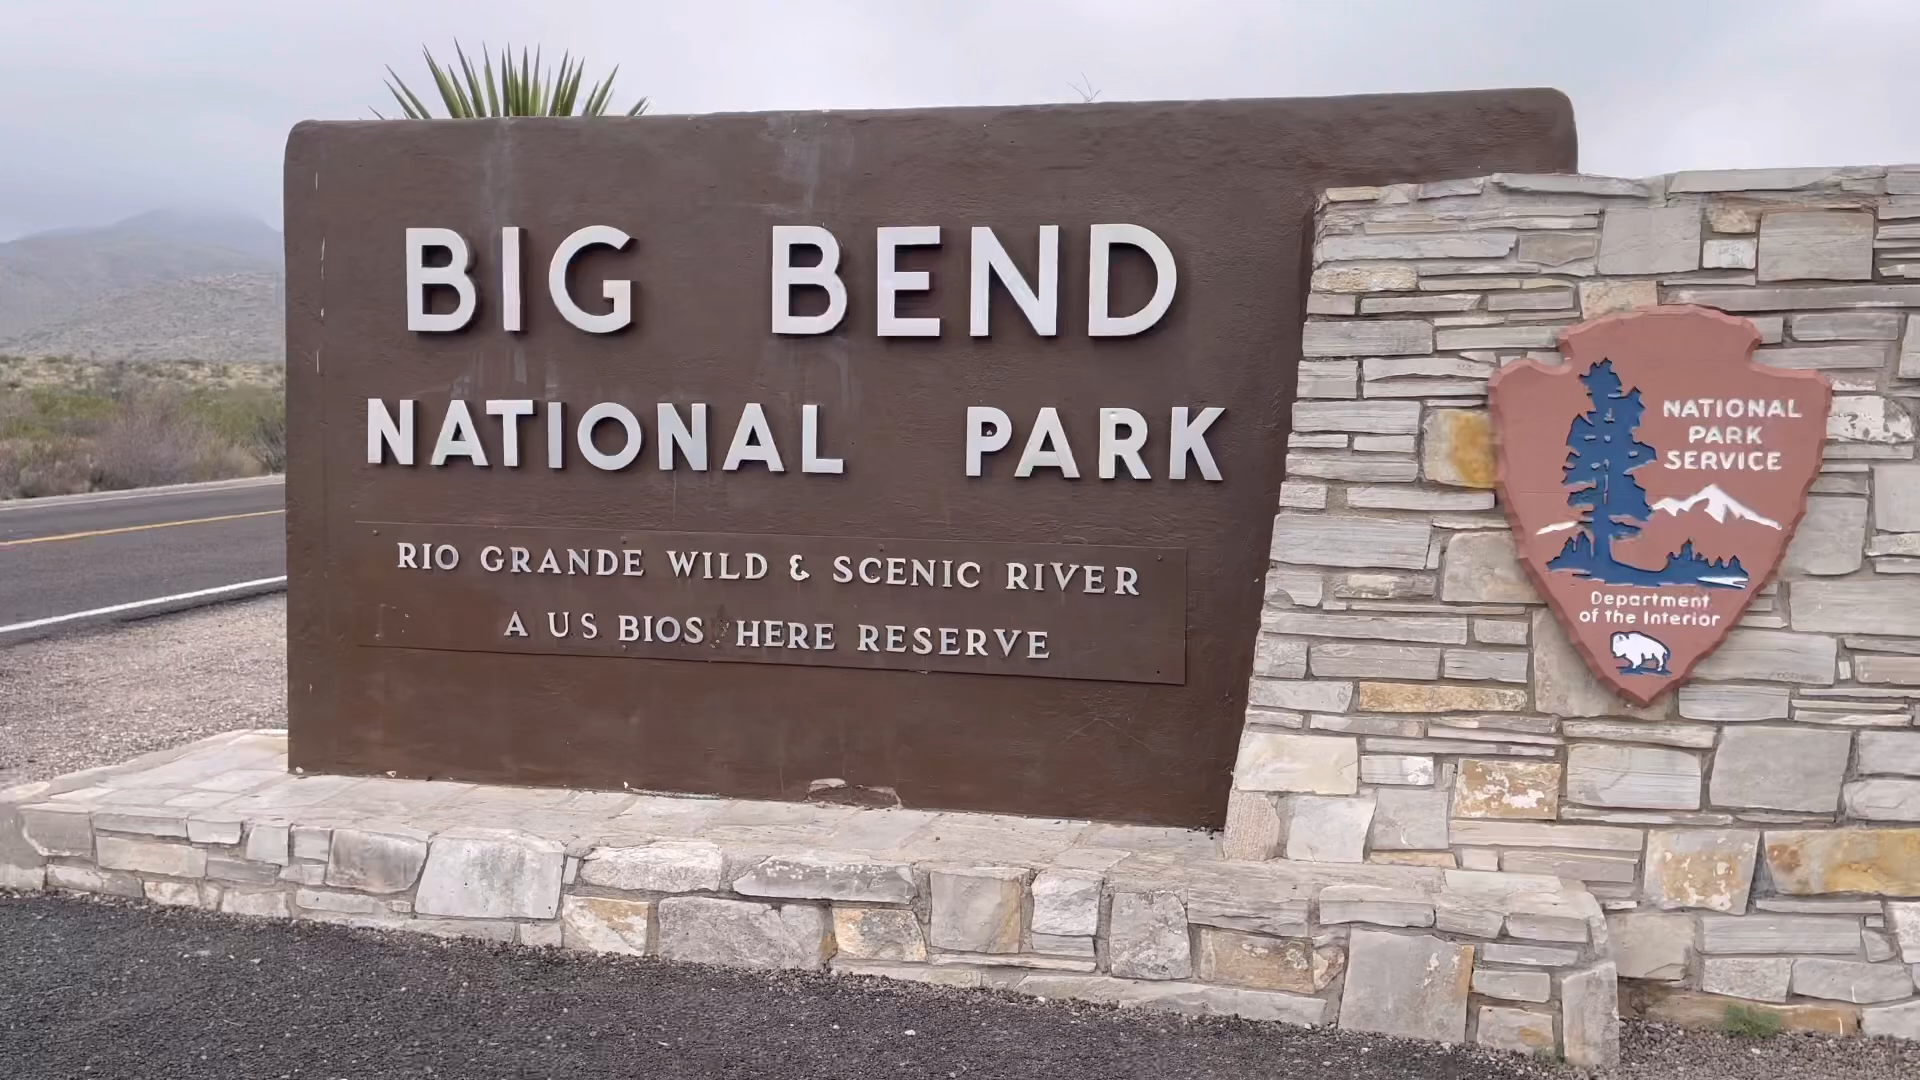 BIG BEND
NATIONAL PARK
RIO GRANDE WILD & SCENIC RIVER
A US BIOS HERE RESERVE
NATIONAL
PARK
SERVICE
Department
of the Interior